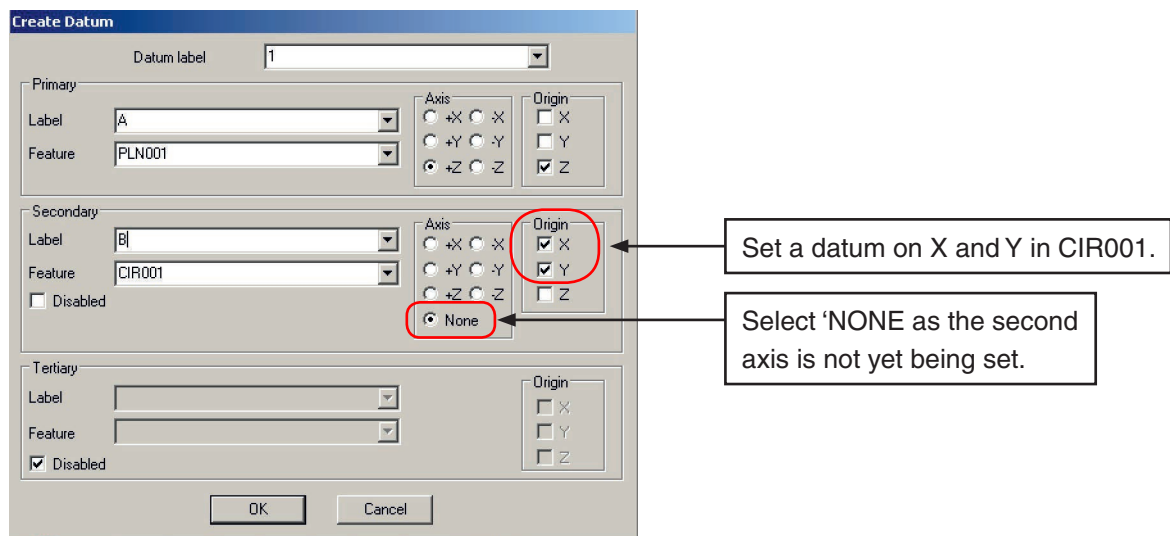 Create Datum
Datum label 1
Primary
Label A
Feature PLN001
Axis
+X -X
+Y -Y
+Z -Z
Origin
X
Y
Z
Secondary
Label B
Feature CIR001
Disabled
Axis
+X -X
+Y -Y
+Z -Z
None
Origin
X
Y
Z
Set a datum on X and Y in CIR001.
Select ‘NONE as the second
axis is not yet being set.
Tertiary
Label
Feature
Disabled
Origin
X
Y
Z
OK Cancel